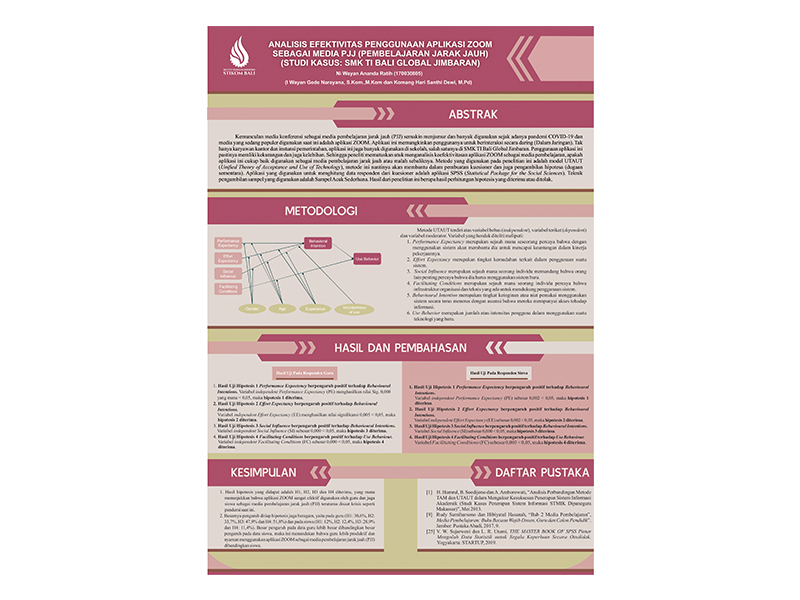 STIKOM BALI
ANALISIS EFEKTIVITAS PENGGUNAAN APLIKASI ZOOM
SEBAGAI MEDIA PJJ (PEMBELAJARAN JARAK JAUH)
(STUDI KASUS: SMK TI BALI GLOBAL JIMBARAN)
Ni Wayan Ananda Ratih (170030605)
(I Wayan Gede Narayana, S.Kom.,M.Kom dan Komang Hari Santhi Dewi, M.Pd)
ABSTRAK
Kemunculan media konferensi sebagai media pembelajaran jarak jauh (PJJ) semakin menjamur dan banyak digunakan sejak adanya pandemi COVID-19 dan
media yang sedang populer digunakan saat ini adalah aplikasi ZOOM. Aplikasi ini memungkinkan penggunanya untuk berinteraksi secara daring (Dalam Jaringan). Tak
hanya karyawan kantor dan instansi pemerintahan, aplikasi ini juga banyak digunakan di sekolah, salah satunya di SMK TI Bali Global Jimbaran. Penggunaan aplikasi ini
pastinya memiliki kekurangan dan juga kelebihan. Sehingga peneliti memutuskan untuk menganalisis keefektivitasan aplikasi ZOOM sebagai media pembelajaran, apakah
aplikasi ini cukup baik digunakan sebagai media pembelajaran jarak jauh atau malah sebaliknya. Metode yang digunakan pada penelitian ini adalah model UTAUT
(Unified Theory of Acceptance and Use of Technology), metode ini nantinya akan membantu dalam pembuatan kuesioner dan juga pengambilan hipotesa (dugaan
sementara). Aplikasi yang digunakan untuk menghitung data responden dari kuesioner adalah aplikasi SPSS (Statistical Package for the Social Sciences). Teknik
pengambilan sampel yang digunakan adalah Sampel Acak Sederhana. Hasil dari penelitian ini berupa hasil perhitungan hipotesis yang diterima atau ditolak.
METODOLOGI
Performance
Expectancy
Effort
Expectancy
Social
Influence
Facilitating
Conditions
Behavioral
Intention
Use Behaviour
Gender
Age
Experience
Voluntariness
of use
Metode UTAUT terdiri atas variabel bebas (independent), variabel terikat (dependent)
dan variabel moderator. Variabel yang hendak diteliti meliputi:
1. Performance Expectancy merupakan sejauh mana seseorang percaya bahwa dengan
menggunakan sistem akan membantu dia untuk mencapai keuntungan dalam kinerja
pekerjaannya.
2. Effort Expectancy merupakan tingkat kemudahan terkait dalam penggunaan suatu
sistem.
3. Social Influence merupakan sejauh mana seorang individu memandang bahwa orang
lain penting percaya bahwa dia harus menggunakan sistem baru.
4. Facilitating Conditions merupakan sejauh mana seorang individu percaya bahwa
infrastruktur organisasi dan teknis yang ada untuk mendukung penggunaan sistem.
5. Behavioral Intention merupakan tingkat keinginan atau niat pemakai menggunakan
sistem secara terus menerus dengan asumsi bahwa mereka mempunyai akses terhadap
informasi.
6. Use Behavior merupakan jumlah atau intensitas pengguna dalam menggunakan suatu
teknologi yang baru.
HASIL DAN PEMBAHASAN
Hasil Uji Pada Responden Guru
1. Hasil Uji Hipotesis 1 Performance Expectancy berpengaruh positif terhadap Behavioural
Intentions. Variabel independent Performance Expectancy (PE) menghasilkan nilai Sig. 0,000
yang mana < 0,05, maka hipotesis 1 diterima.
2. Hasil Uji Hipotesis 2 Effort Expectancy berpengaruh positif terhadap Behavioural
Intentions.
Variabel independent Effort Expectancy (EE) menghasilkan nilai signifikansi 0,005 < 0,05, maka
hipotesis 2 diterima.
3. Hasil Uji Hipotesis 3 Social Influence berpengaruh positif terhadap Behavioural Intentions.
Variabel independent Social Influence (SI) sebesar 0,000 < 0,05, maka hipotesis 3 diterima.
4. Hasil Uji Hipotesis 4 Facilitating Conditions berpengaruh positif terhadap Use Behaviour.
Variabel independent Facilitating Conditions (FC) sebesar 0,000 < 0,05, maka hipotesis 4
diterima.
Hasil Uji Pada Responden Siswa
1. Hasil Uji Hipotesis 1 Performance Expectancy berpengaruh positif terhadap Behavioural
Intentions.
Variabel independent Performance Expectancy (PE) sebesar 0,002 < 0,05, maka hipotesis 1
diterima.
2. Hasil Uji Hipotesis 2 Effort Expectancy berpengaruh positif terhadap Behavioural
Intentions.
Variabel independent Effort Expectancy (EE) sebesar 0,002 < 0,05, maka hipotesis 2 diterima.
3. Hasil Uji Hipotesis 3 Social Influence berpengaruh positif terhadap Behavioural Intentions.
Variabel independent Social Influence (SI) sebesar 0,000 < 0,05, maka hipotesis 3 diterima.
4. Hasil Uji Hipotesis 4 Facilitating Conditions berpengaruh positif terhadap Use Behaviour.
Variabel Facilitating Conditions (FC) sebesar 0,000 < 0,05, maka hipotesis 4 diterima.
KESIMPULAN
1. Hasil hipotesis yang didapat adalah H1, H2, H3 dan H4 diterima, yang mana
menunjukkan bahwa aplikasi ZOOM sangat efektif digunakan oleh guru dan juga
siswa sebagai media pembelajaran jarak jauh (PJJ) terutama disaat krisis seperti
pandemi saat ini.
2. Besarnya pengaruh ditiap hipotesis juga beragam, yaitu pada guru (H1: 36,6%, H2:
33,7%, H3: 47,9% dan H4: 51,8%) dan pada siswa (H1: 12%, H2: 12,4%, H3: 28,9%
dan H4: 11,4%). Besar pengaruh pada data guru lebih besar dibandingkan besar
pengaruh pada data siswa, maka ini menandakan bahwa guru lebih produktif dan
nyaman menggunakan aplikasi ZOOM sebagai media pembelajaran jarak jauh (PJJ)
dibandingkan siswa.
DAFTAR PUSTAKA
[1] H. Hamrul, B. Soedijono dan A. Amborowati, "Analisis Perbandingan Metode
TAM dan UTAUT dalam Mengukur Kesuksesan Penerapan Sistem Informasi
Akademik (Studi Kasus Penerapan Sistem Informasi STMIK Dipanegara
Makassar)", Mei 2013.
[9] Rudy Sumiharsono dan Hisbiyatul Hasanah, "Bab 2 Media Pembelajaran",
Media Pembelajaran: Buku Bacaan Wajib Dosen, Guru dan Calon Pendidik".
Jember: Pustaka Abadi, 2017, 9.
[25] V. W. Sujarweni dan L. R. Utami, THE MASTER BOOK OF SPSS Pintar
Mengolah Data Statistik untuk Segala Keperluan Secara Otodidak.
Yogyakarta: STARTUP, 2019.